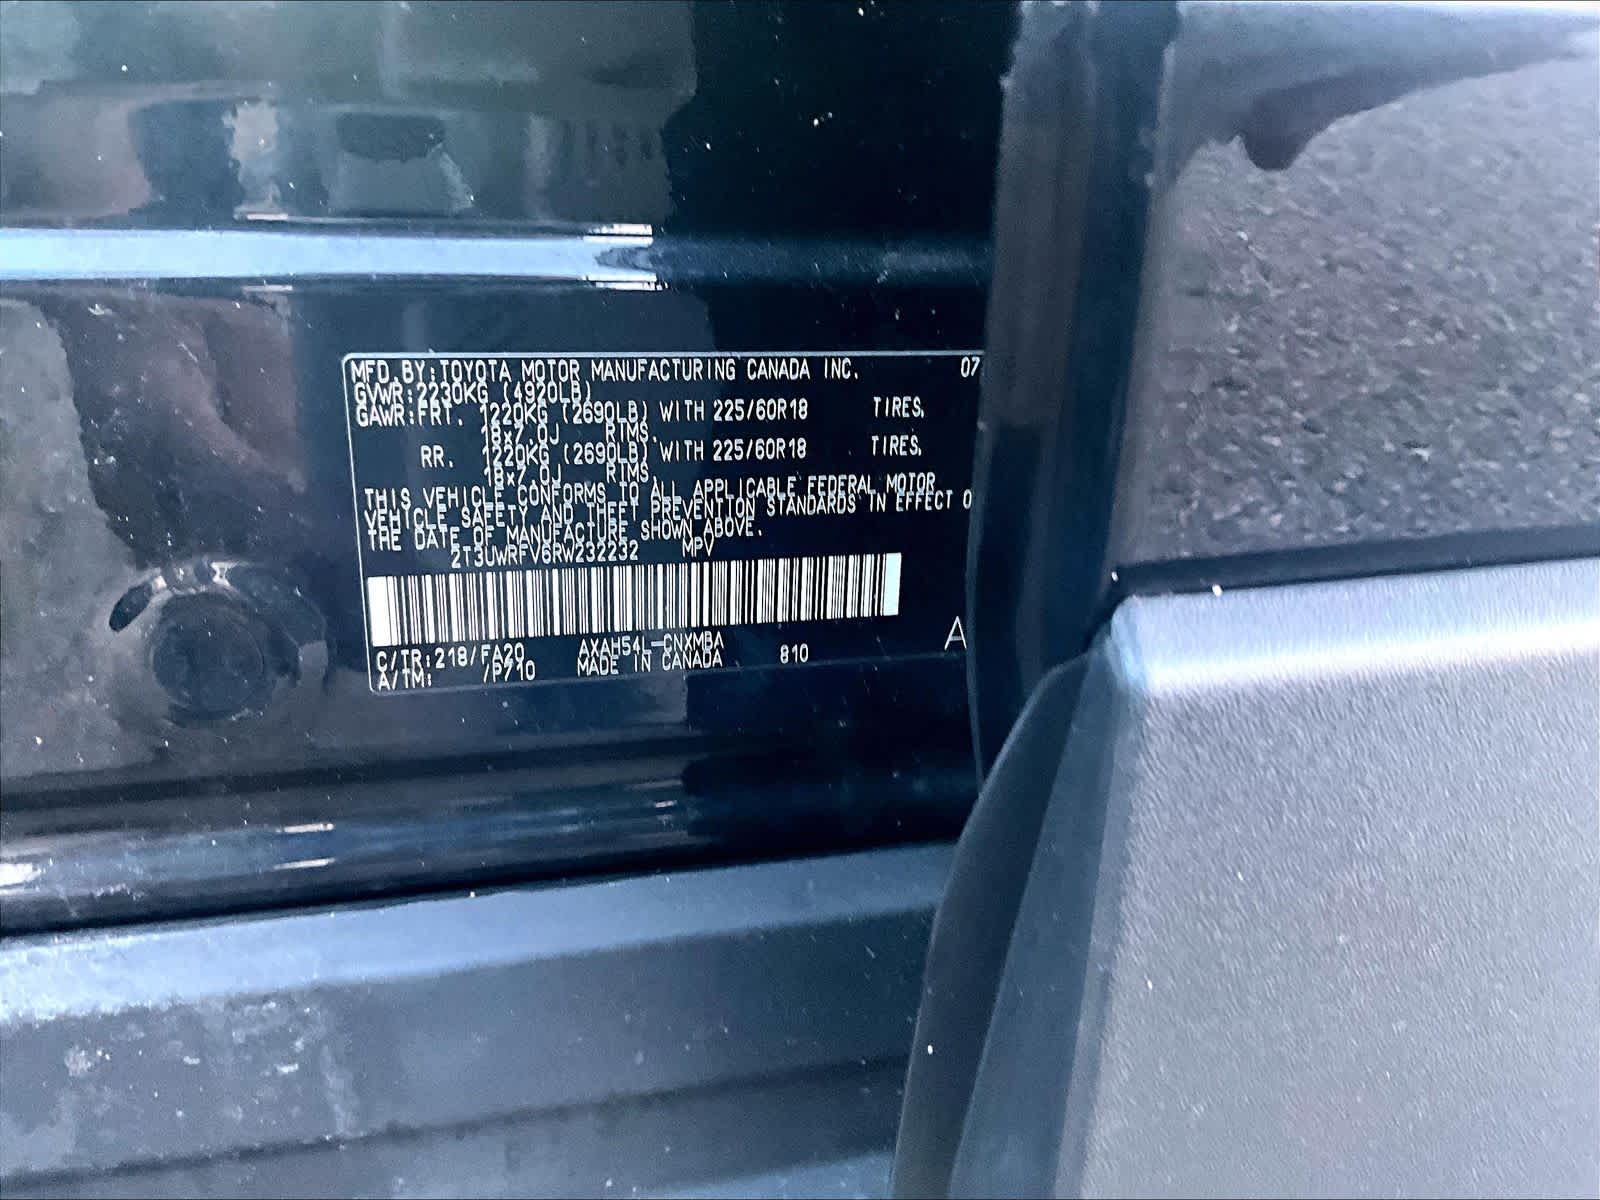 MFD.BY:TOYOTA MOTOR MANUFACTURING CANADA INC. 07
GVWR:2230KG (4920LB)
GAWR:FRT. 1220KG (2690LB) WITH 225/60R18 TIRES,
18x7.0J RIMS.
RR. 1220KG (2690LB) WITH 225/60R18 TIRES,
18x7.0J RIMS.
THIS VEHICLE CONFORMS TO ALL APPLICABLE FEDERAL MOTOR
VEHICLE SAFETY AND THEFT PREVENTION STANDARDS IN EFFECT O
THE DATE OF MANUFACTURE SHOWN ABOVE.
2T3UWRFV6RW232232 MPV
C/TR:218/FA20 AXAH54L-CNXMBA 810 A
A/TM: /P710 MADE IN CANADA